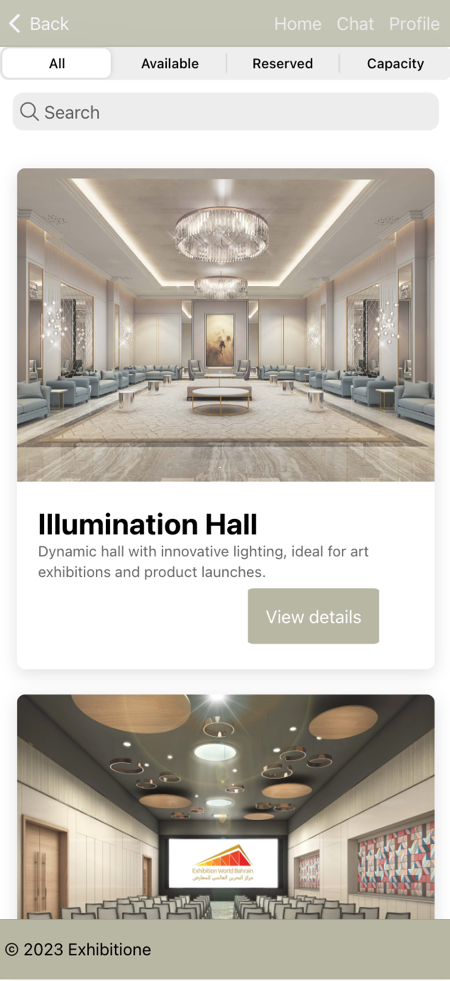 Back
Home Chat Profile
All Available Reserved Capacity
Search
Illumination Hall
Dynamic hall with innovative lighting, ideal for art
exhibitions and product launches.
View details
Exhibition World Bahrain
مركز البحرين العالمي للمعارض
© 2023 Exhibitione